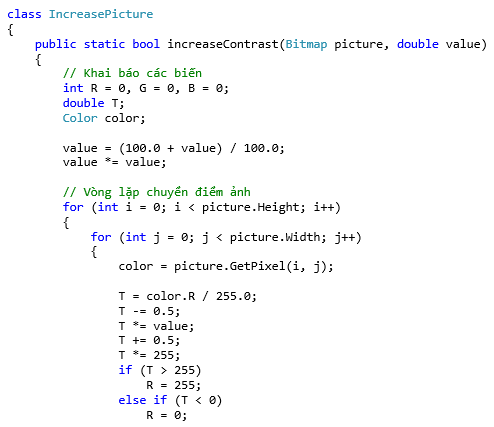 class IncreasePicture
{
    public static bool increaseContrast(Bitmap picture, double value)
    {
        // Khai báo các biến
        int R = 0, G = 0, B = 0;
        double T;
        Color color;

        value = (100.0 + value) / 100.0;
        value *= value;

        // Vòng lặp chuyển điểm ảnh
        for (int i = 0; i < picture.Height; i++)
        {
            for (int j = 0; j < picture.Width; j++)
            {
                color = picture.GetPixel(i, j);

                T = color.R / 255.0;
                T -= 0.5;
                T *= value;
                T += 0.5;
                T *= 255;
                if (T > 255)
                    R = 255;
                else if (T < 0)
                    R = 0;